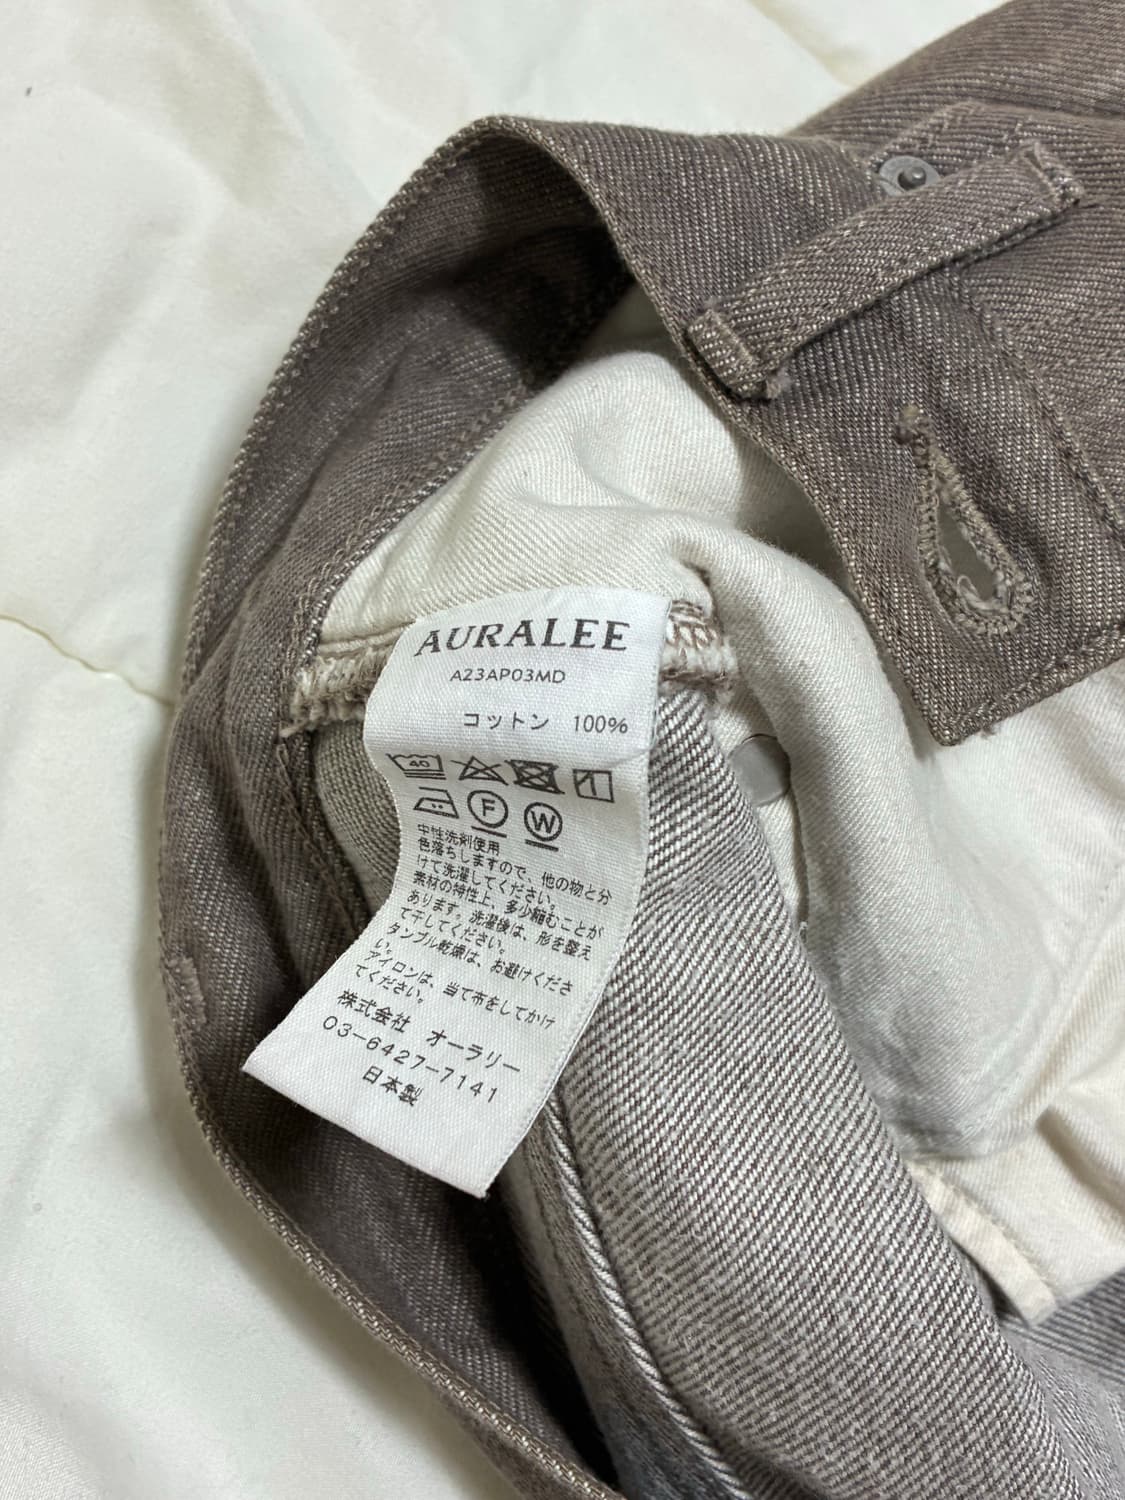 AURALEE
A23AP03MD
コットン 100%
40
F W
中性洗剤使用
色落ちしますので、他の物と分
けて洗濯してください。
素材の特性上、多少縮むことが
あります。洗濯後は、形を整え
て干してください。
タンブル乾燥は、お避けくださ
い。
アイロンは、当て布をしてかけ
てください。
株式会社 オーラリー
03-6427-7141
日本製